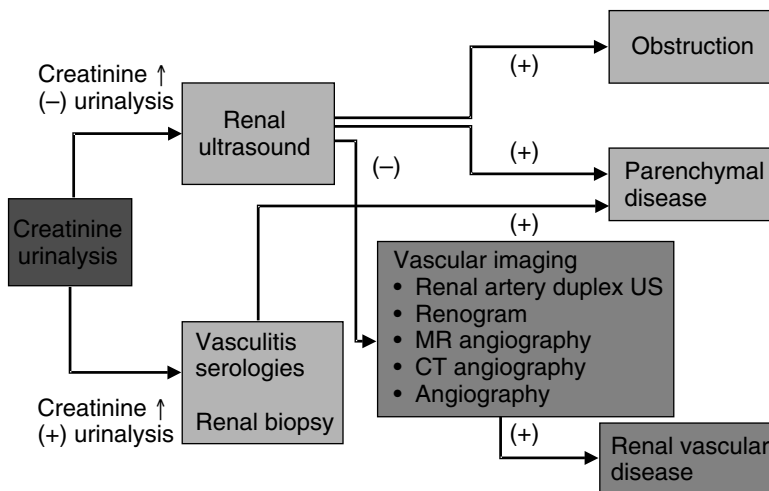 Creatinine ↑
(–) urinalysis
Renal
ultrasound
(+)
Obstruction
(+)
(–)
Parenchymal
disease
Creatinine
urinalysis
(+)
Vascular imaging
• Renal artery duplex US
• Renogram
• MR angiography
• CT angiography
• Angiography
Vasculitis
serologies
Renal biopsy
Creatinine ↑
(+) urinalysis
(+)
Renal vascular
disease